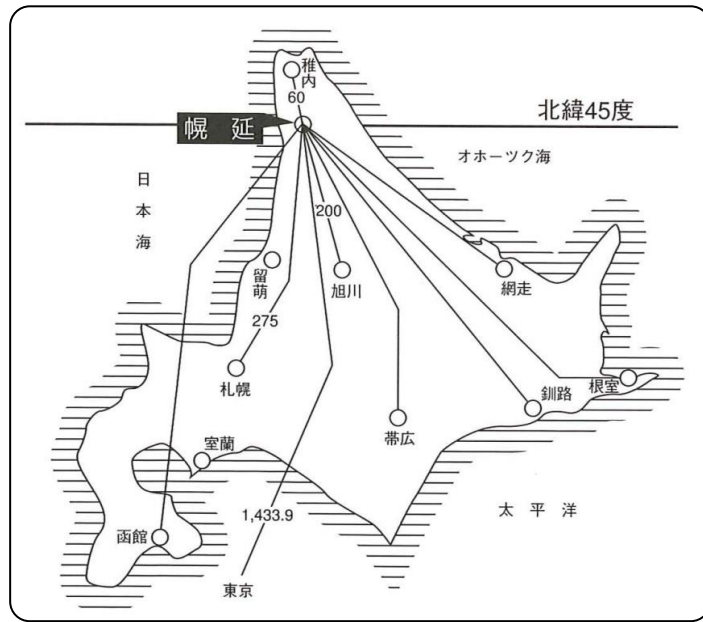 稚内
60
幌延
北緯45度
オホーツク海
日本海
200
留萌
旭川
網走
275
札幌
釧路
根室
帯広
室蘭
1,433.9
太平洋
函館
東京